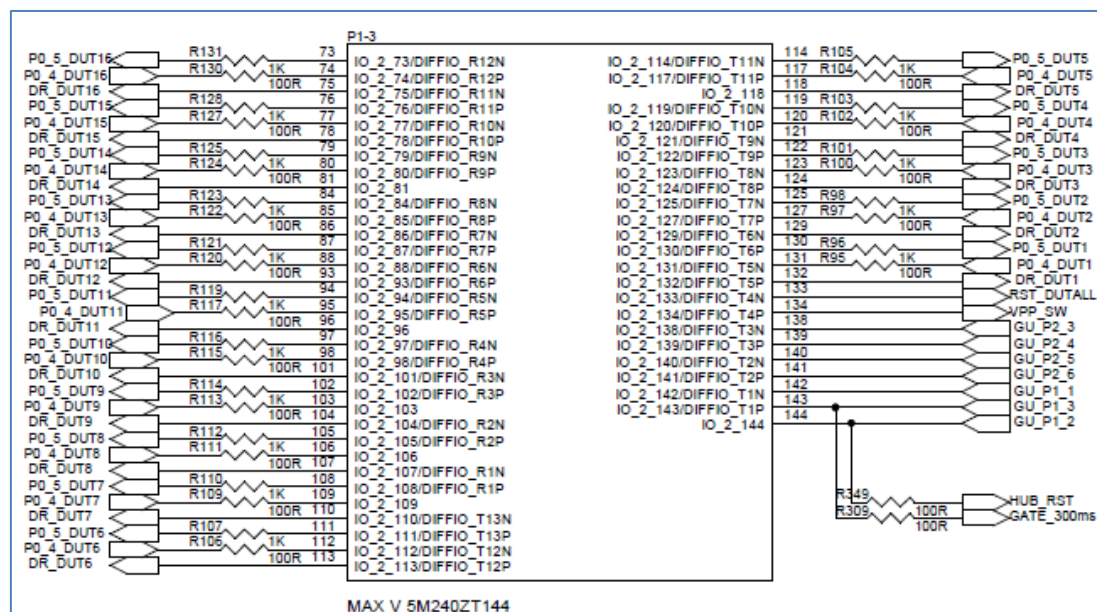 P1-3
P0_5_DUT16 R131 1K 73 IO_2_73/DIFFIO_R12N
P0_4_DUT16 R130 100R 74 IO_2_74/DIFFIO_R12P
DR_DUT16 75 IO_2_75/DIFFIO_R11N
P0_5_DUT15 R128 1K 76 IO_2_76/DIFFIO_R11P
P0_4_DUT15 R127 100R 77 IO_2_77/DIFFIO_R10N
DR_DUT15 78 IO_2_78/DIFFIO_R10P
P0_5_DUT14 R125 1K 79 IO_2_79/DIFFIO_R9N
P0_4_DUT14 R124 100R 80 IO_2_80/DIFFIO_R9P
DR_DUT14 81 IO_2_81
P0_5_DUT13 R123 1K 84 IO_2_84/DIFFIO_R8N
P0_4_DUT13 R122 100R 85 IO_2_85/DIFFIO_R8P
DR_DUT13 86 IO_2_86/DIFFIO_R7N
P0_5_DUT12 R121 1K 87 IO_2_87/DIFFIO_R7P
P0_4_DUT12 R120 100R 88 IO_2_88/DIFFIO_R6N
DR_DUT12 93 IO_2_93/DIFFIO_R6P
P0_5_DUT11 R119 1K 94 IO_2_94/DIFFIO_R5N
P0_4_DUT11 R117 100R 95 IO_2_95/DIFFIO_R5P
DR_DUT11 96 IO_2_96
P0_5_DUT10 R116 1K 97 IO_2_97/DIFFIO_R4N
P0_4_DUT10 R115 100R 98 IO_2_98/DIFFIO_R4P
DR_DUT10 101 IO_2_101/DIFFIO_R3N
P0_5_DUT9 R114 1K 102 IO_2_102/DIFFIO_R3P
P0_4_DUT9 R113 100R 103 IO_2_103
DR_DUT9 104 IO_2_104/DIFFIO_R2N
P0_5_DUT8 R112 1K 105 IO_2_105/DIFFIO_R2P
P0_4_DUT8 R111 100R 106 IO_2_106
DR_DUT8 107 IO_2_107/DIFFIO_R1N
P0_5_DUT7 R110 1K 108 IO_2_108/DIFFIO_R1P
P0_4_DUT7 R109 100R 109 IO_2_109
DR_DUT7 110 IO_2_110/DIFFIO_T13N
P0_5_DUT6 R107 1K 111 IO_2_111/DIFFIO_T13P
P0_4_DUT6 R106 100R 112 IO_2_112/DIFFIO_T12N
DR_DUT6 113 IO_2_113/DIFFIO_T12P
IO_2_114/DIFFIO_T11N 114 R105 1K P0_5_DUT5
IO_2_117/DIFFIO_T11P 117 R104 100R P0_4_DUT5
IO_2_118 118 DR_DUT5
IO_2_119/DIFFIO_T10N 119 R103 1K P0_5_DUT4
IO_2_120/DIFFIO_T10P 120 R102 100R P0_4_DUT4
IO_2_121/DIFFIO_T9N 121 DR_DUT4
IO_2_122/DIFFIO_T9P 122 R101 1K P0_5_DUT3
IO_2_123/DIFFIO_T8N 123 R100 100R P0_4_DUT3
IO_2_124/DIFFIO_T8P 124 DR_DUT3
IO_2_125/DIFFIO_T7N 125 R98 1K P0_5_DUT2
IO_2_127/DIFFIO_T7P 127 R97 100R P0_4_DUT2
IO_2_129/DIFFIO_T6N 129 DR_DUT2
IO_2_130/DIFFIO_T6P 130 R96 1K P0_5_DUT1
IO_2_131/DIFFIO_T5N 131 R95 100R P0_4_DUT1
IO_2_132/DIFFIO_T5P 132 DR_DUT1
IO_2_133/DIFFIO_T4N 133 RST_DUTALL
IO_2_134/DIFFIO_T4P 134 VPP_SW
IO_2_138/DIFFIO_T3N 138 GU_P2_3
IO_2_139/DIFFIO_T3P 139 GU_P2_4
IO_2_140/DIFFIO_T2N 140 GU_P2_5
IO_2_141/DIFFIO_T2P 141 GU_P2_6
IO_2_142/DIFFIO_T1N 142 GU_P1_1
IO_2_143/DIFFIO_T1P 143 GU_P1_3
IO_2_144 144 GU_P1_2
R349 100R HUB_RST
R309 100R GATE_300ms
MAX V 5M240ZT144